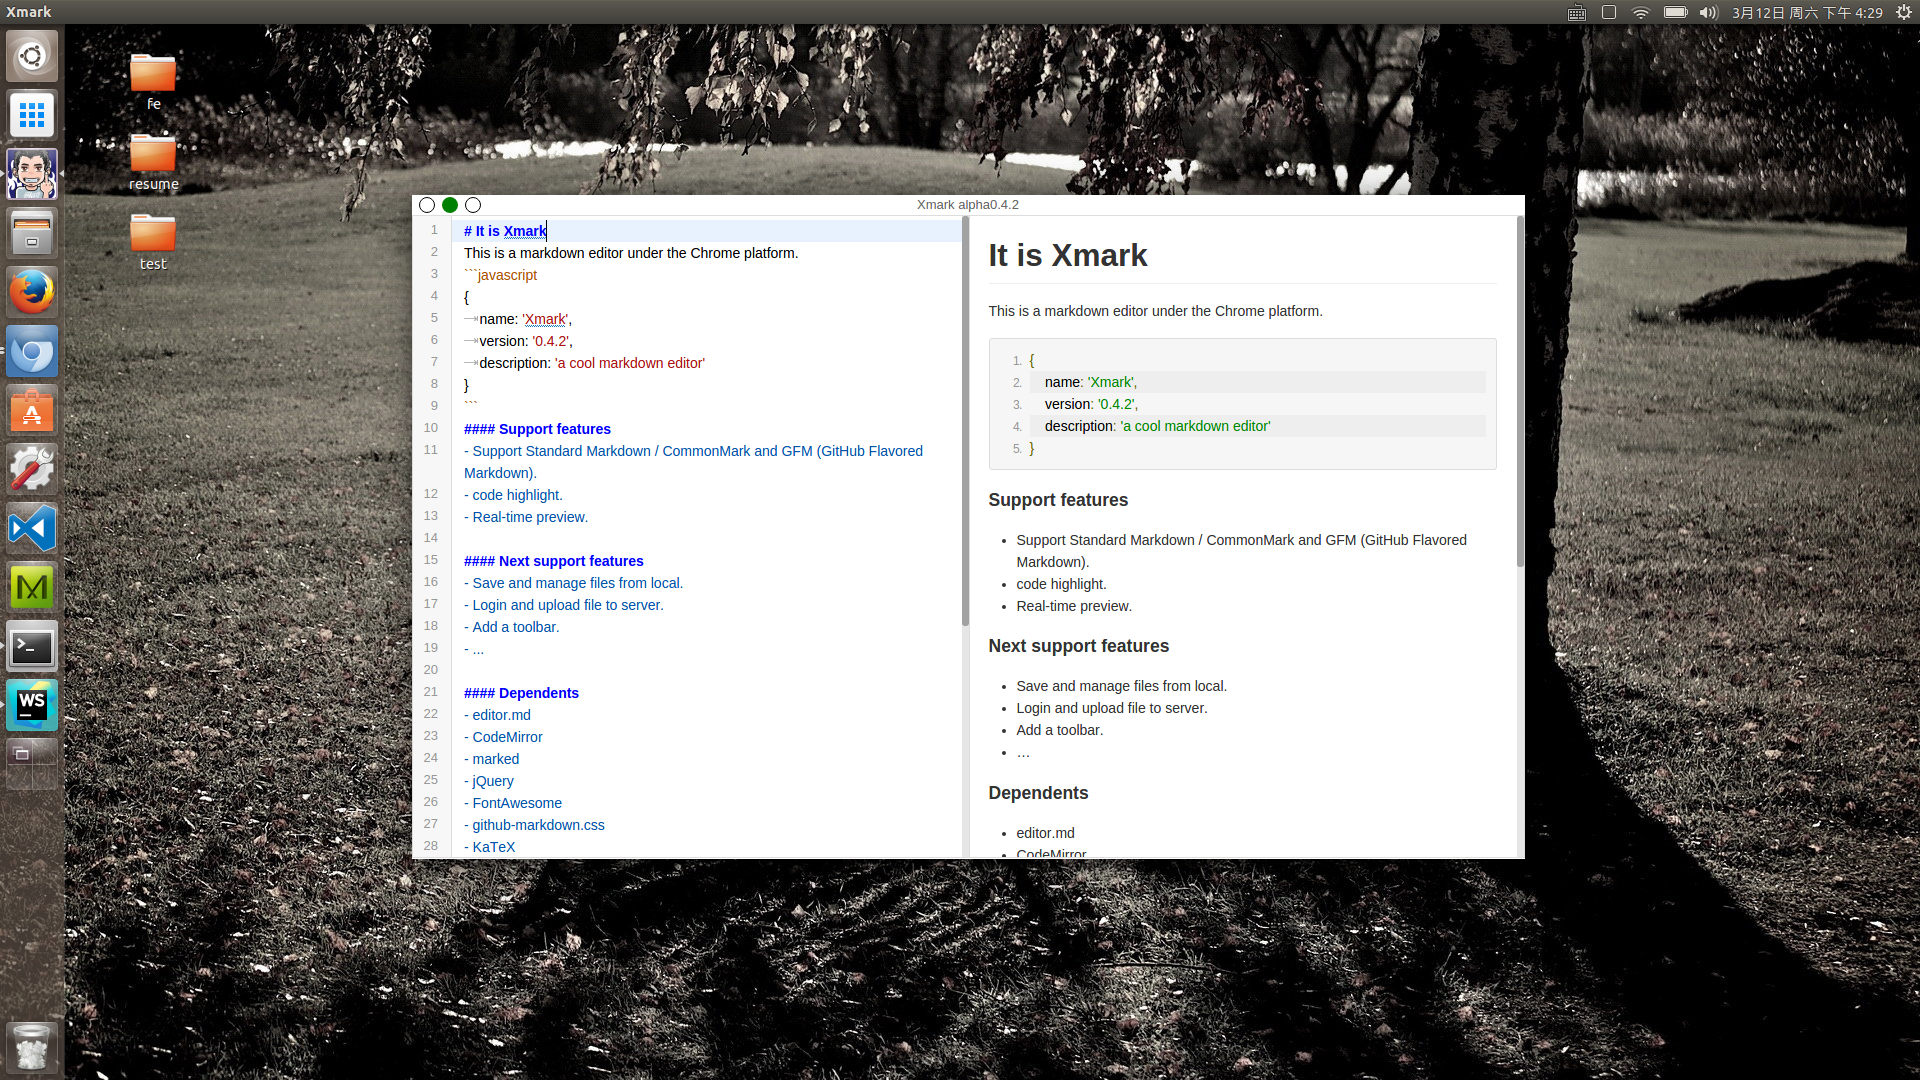 Xmark
3月12日 周六 下午 4:29
fe
resume
test
WS
Xmark alpha0.4.2
1 # It is Xmark
2 This is a markdown editor under the Chrome platform.
3 ```javascript
4 {
5 name: 'Xmark',
6 version: '0.4.2',
7 description: 'a cool markdown editor'
8 }
9 ```
10 #### Support features
11 - Support Standard Markdown / CommonMark and GFM (GitHub Flavored
Markdown).
12 - code highlight.
13 - Real-time preview.
14
15 #### Next support features
16 - Save and manage files from local.
17 - Login and upload file to server.
18 - Add a toolbar.
19 - ...
20
21 #### Dependents
22 - editor.md
23 - CodeMirror
24 - marked
25 - jQuery
26 - FontAwesome
27 - github-markdown.css
28 - KaTeX
It is Xmark
This is a markdown editor under the Chrome platform.
1. {
2. name: 'Xmark',
3. version: '0.4.2',
4. description: 'a cool markdown editor'
5. }
Support features
• Support Standard Markdown / CommonMark and GFM (GitHub Flavored
Markdown).
• code highlight.
• Real-time preview.
Next support features
• Save and manage files from local.
• Login and upload file to server.
• Add a toolbar.
• …
Dependents
• editor.md
• CodeMirror